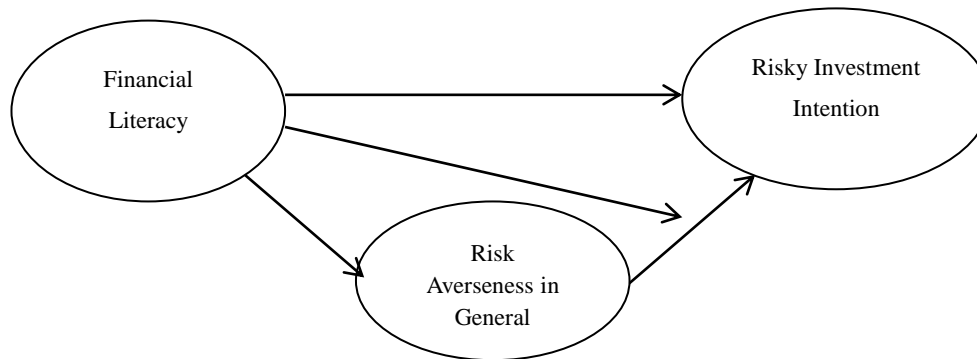 Financial
Literacy
Risky Investment
Intention
Risk
Averseness in
General